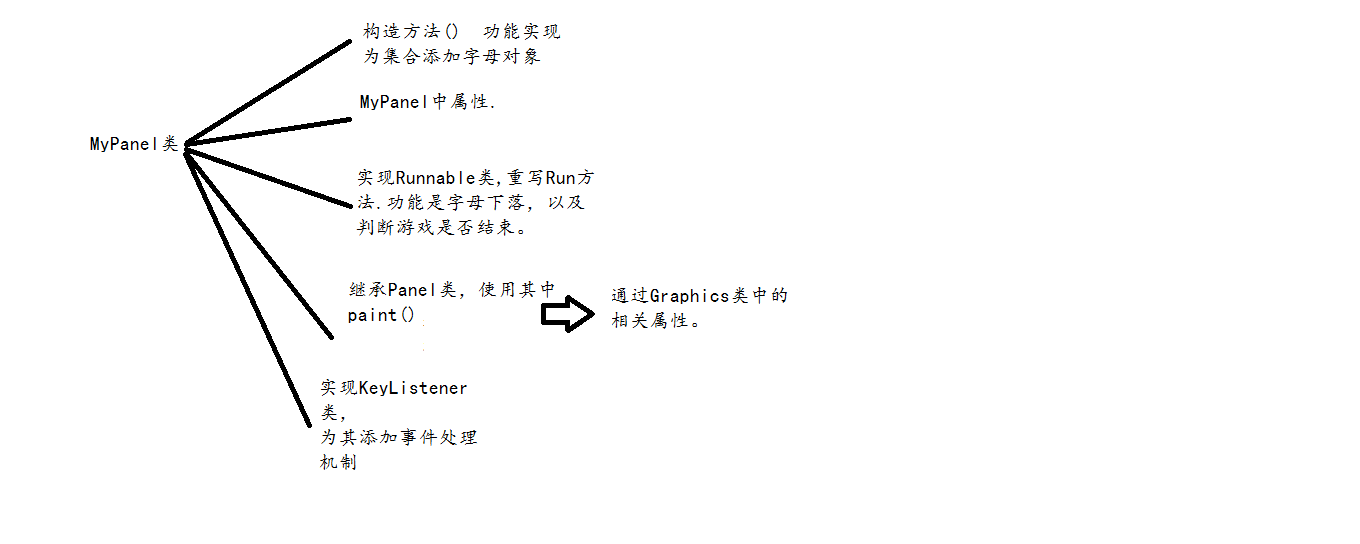 构造方法() 功能实现
为集合添加字母对象
MyPanel中属性.
MyPanel类
实现Runnable类,重写Run方
法.功能是字母下落，以及
判断游戏是否结束。
继承Panel类，使用其中
paint()
通过Graphics类中的
相关属性。
实现KeyListener
类，
为其添加事件处理
机制